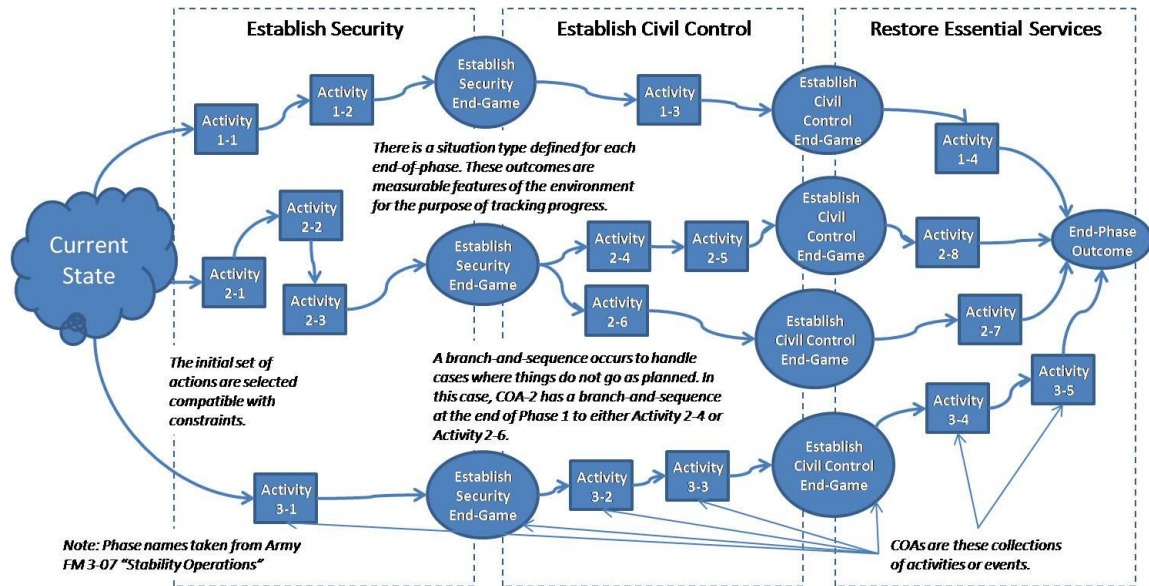 Establish Security
Establish Civil Control
Restore Essential Services
Current
State
Activity
1-1
Activity
1-2
Establish
Security
End-Game
Activity
1-3
Establish
Civil
Control
End-Game
Activity
1-4
There is a situation type defined for each
end-of-phase. These outcomes are
measurable features of the environment
for the purpose of tracking progress.
Activity
2-1
Activity
2-2
Activity
2-3
Establish
Security
End-Game
Activity
2-4
Activity
2-5
Establish
Civil
Control
End-Game
Activity
2-8
End-Phase
Outcome
Activity
2-6
Establish
Civil Control
End-Game
Activity
2-7
The initial set of
actions are selected
compatible with
constraints.
A branch-and-sequence occurs to handle
cases where things do not go as planned. In
this case, COA-2 has a branch-and-sequence
at the end of Phase 1 to either Activity 2-4 or
Activity 2-6.
Activity
3-1
Establish
Security
End-Game
Activity
3-2
Activity
3-3
Establish
Civil Control
End-Game
Activity
3-4
Activity
3-5
Note: Phase names taken from Army
FM 3-07 “Stability Operations”
COAs are these collections
of activities or events.